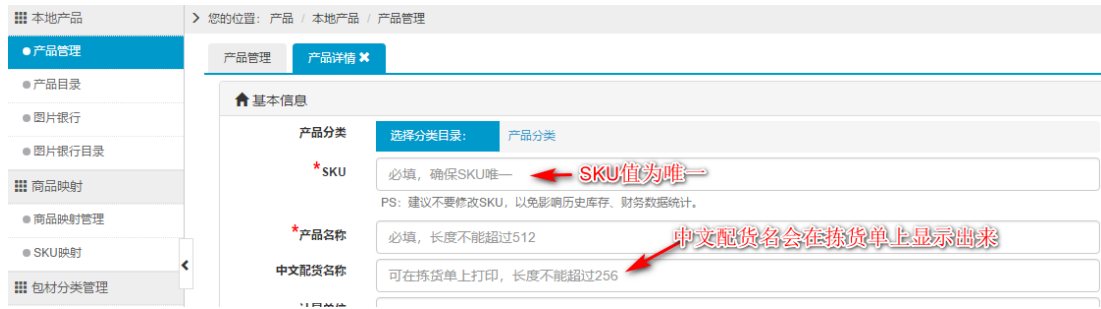 本地产品
您的位置: 产品 / 本地产品 / 产品管理
产品管理
产品目录
图片银行
图片银行目录
商品映射
商品映射管理
SKU映射
包材分类管理
产品管理 产品详情
基本信息
产品分类 选择分类目录: 产品分类
*SKU 必填，确保SKU唯一 SKU值为唯一
PS: 建议不要修改SKU，以免影响历史库存、财务数据统计。
*产品名称 必填，长度不能超过512
中文配货名会在拣货单上显示出来
中文配货名称 可在拣货单上打印，长度不能超过256